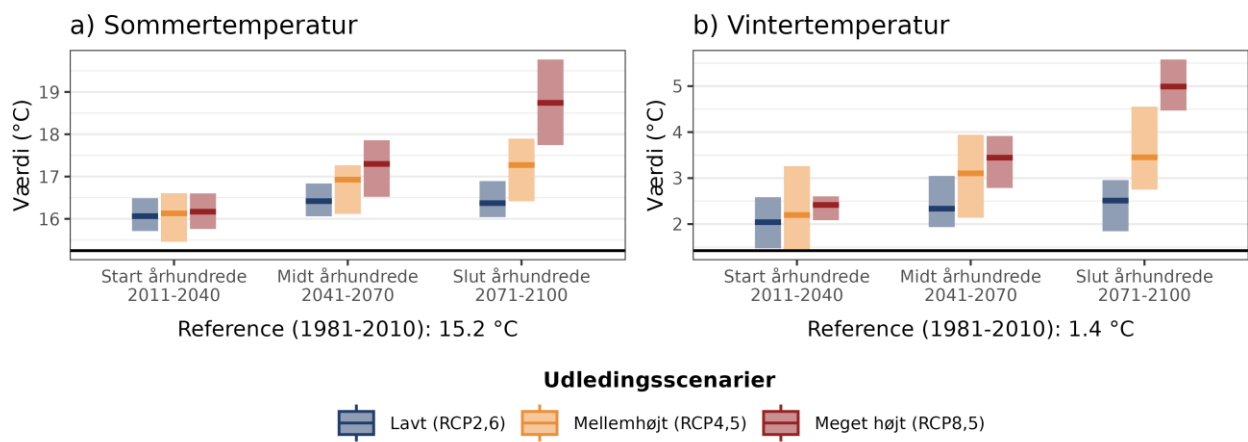 a) Sommertemperatur
Værdi (°C)
19
18
17
16
Start århundrede
2011-2040
Midt århundrede
2041-2070
Slut århundrede
2071-2100
Reference (1981-2010): 15.2 °C
b) Vintertemperatur
Værdi (°C)
5
4
3
2
Start århundrede
2011-2040
Midt århundrede
2041-2070
Slut århundrede
2071-2100
Reference (1981-2010): 1.4 °C
Udledingsscenarier
Lavt (RCP2,6)
Mellemhøjt (RCP4,5)
Meget højt (RCP8,5)